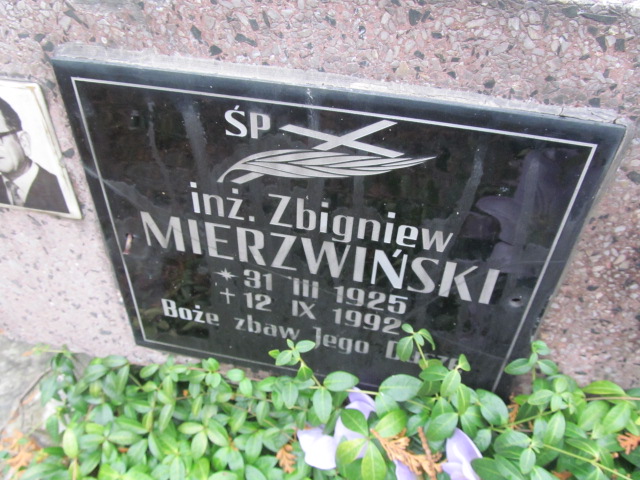 ŚP
inż. Zbigniew
MIERZWIŃSKI
* 31 III 1925
+ 12 IX 1992
Boże zbaw Jego